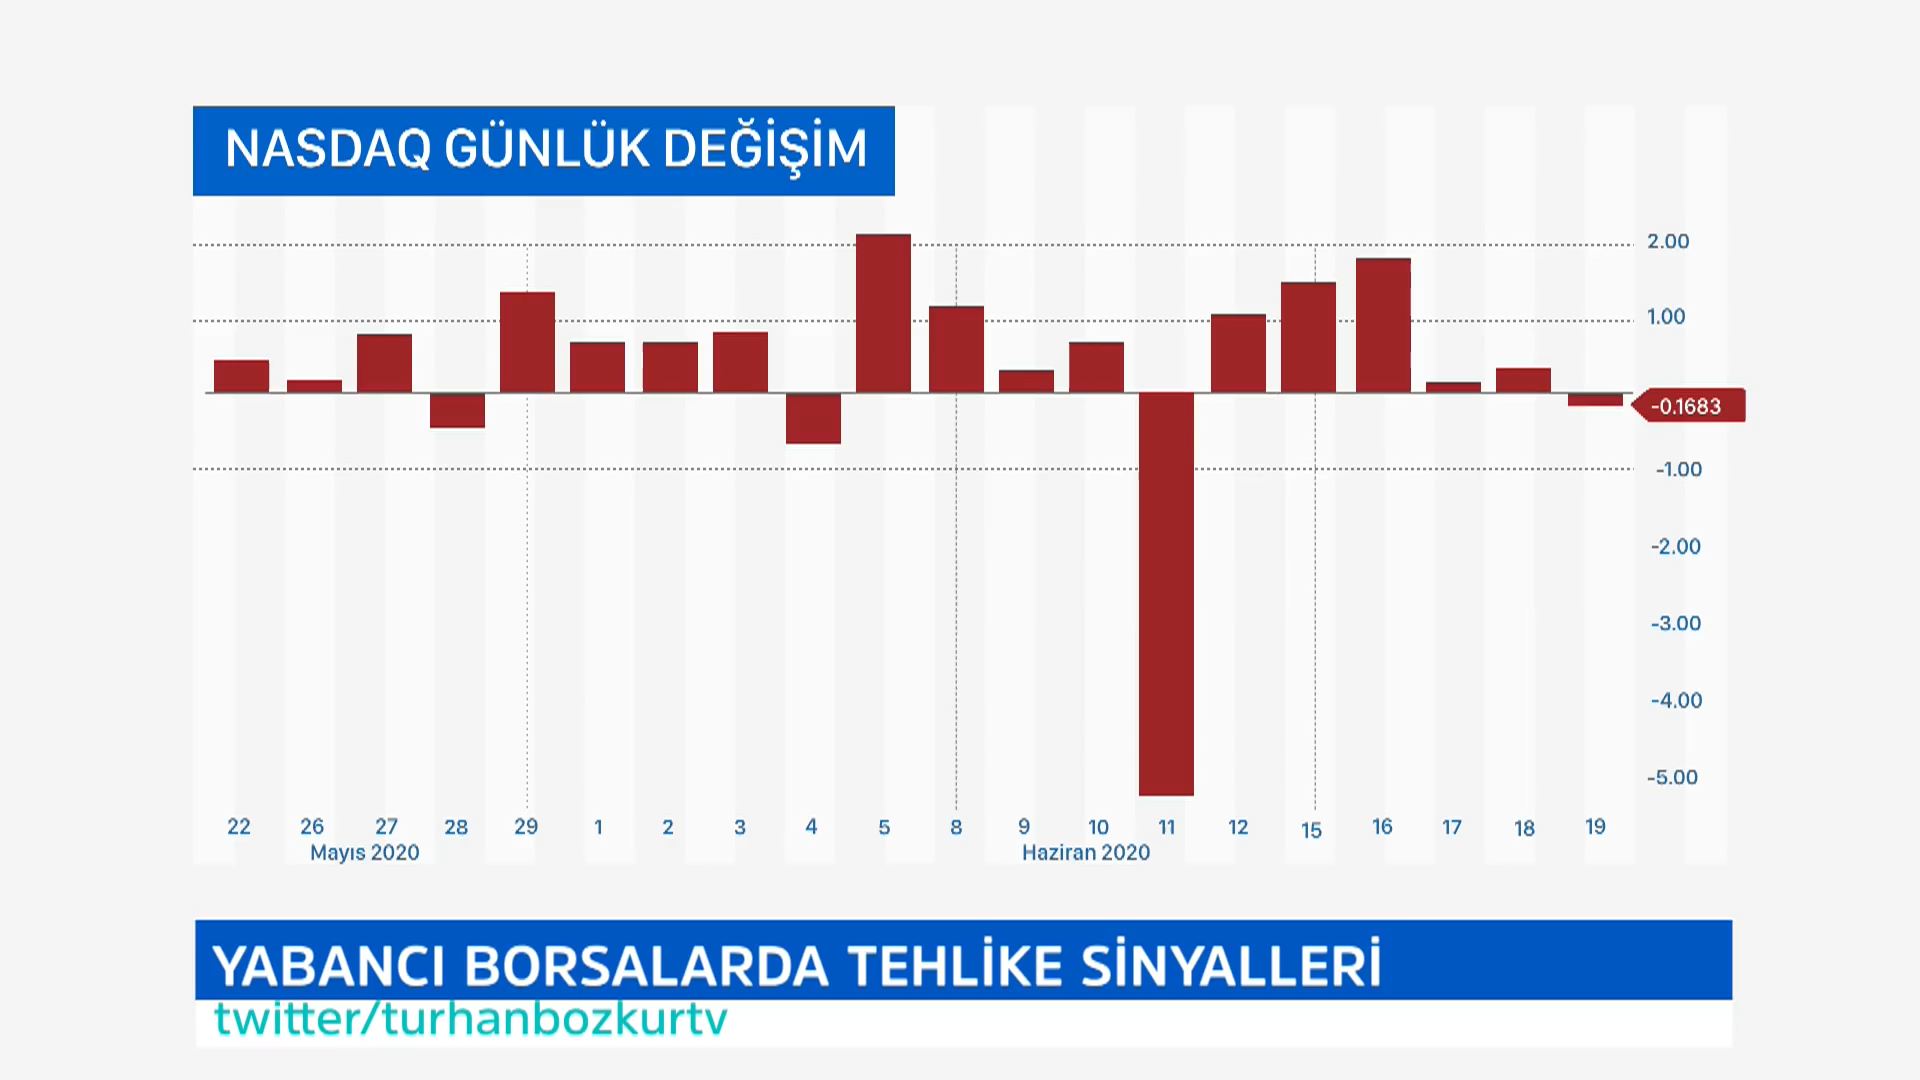 NASDAQ GÜNLÜK DEĞİŞİM
2.00
1.00
-0.1683
-1.00
-2.00
-3.00
-4.00
-5.00
22 26 27 28 29 1 2 3 4 5 8 9 10 11 12 15 16 17 18 19
Mayıs 2020 Haziran 2020
YABANCI BORSALARDA TEHLİKE SİNYALLERİ
twitter/turhanbozkurtv